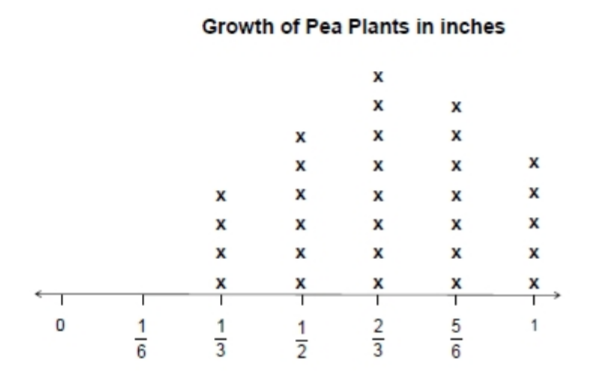 Growth of Pea Plants in inches
x
x x
x x x
x x x x
x x x x x
x x x x x
x x x x x
x x x x x
0 1/6 1/3 1/2 2/3 5/6 1